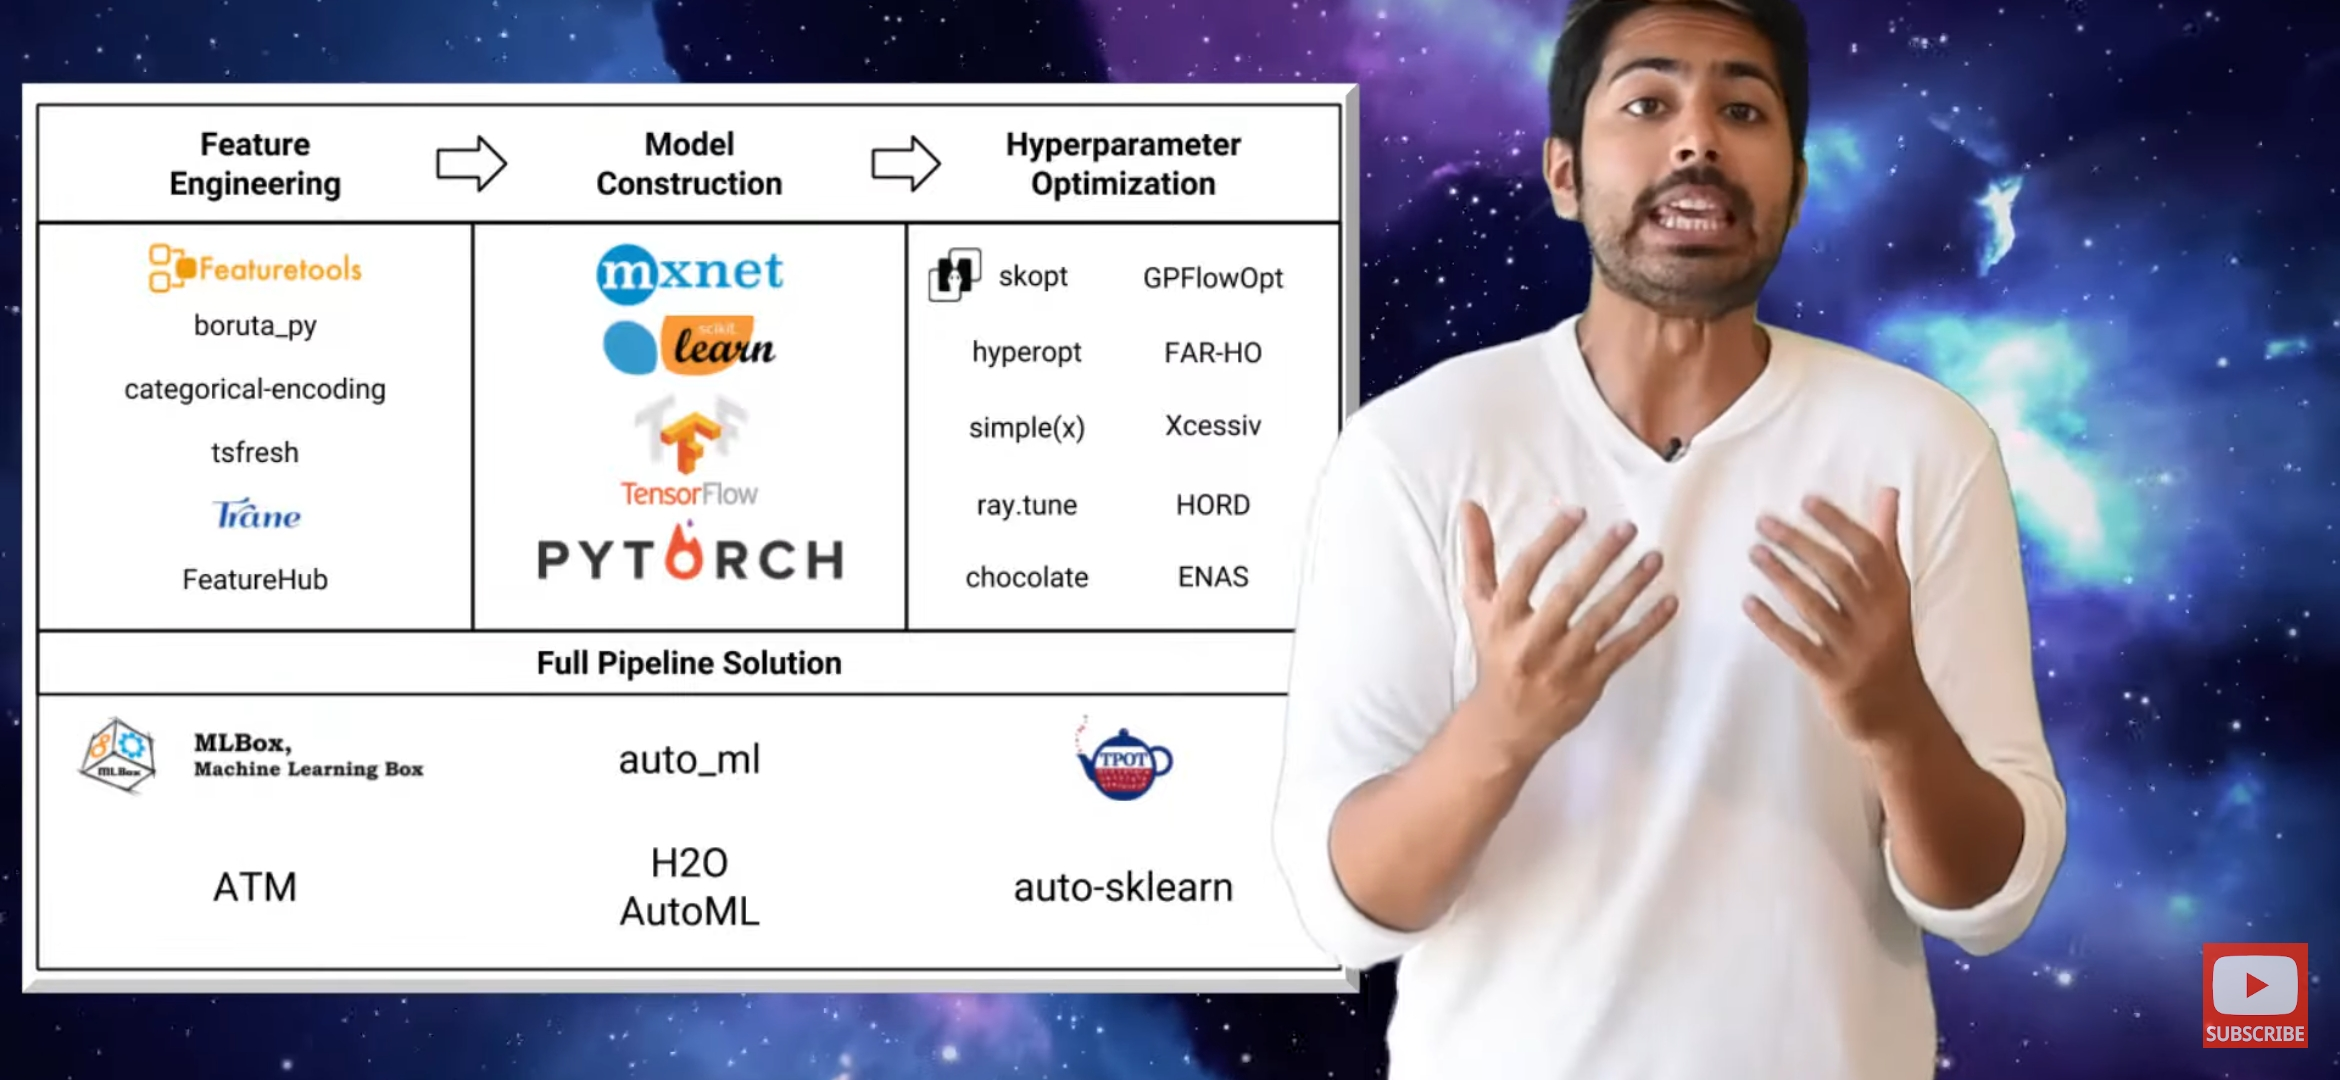 Feature
Engineering
Model
Construction
Hyperparameter
Optimization
Featuretools
boruta_py
categorical-encoding
tsfresh
Trane
FeatureHub
mxnet
scikit
learn
TF
TensorFlow
PYTORCH
skopt
GPFlowOpt
hyperopt
FAR-HO
simple(x)
Xcessiv
ray.tune
HORD
chocolate
ENAS
Full Pipeline Solution
MLBox
MLBox,
Machine Learning Box
auto_ml
TPOT
ATM
H2O
AutoML
auto-sklearn
SUBSCRIBE